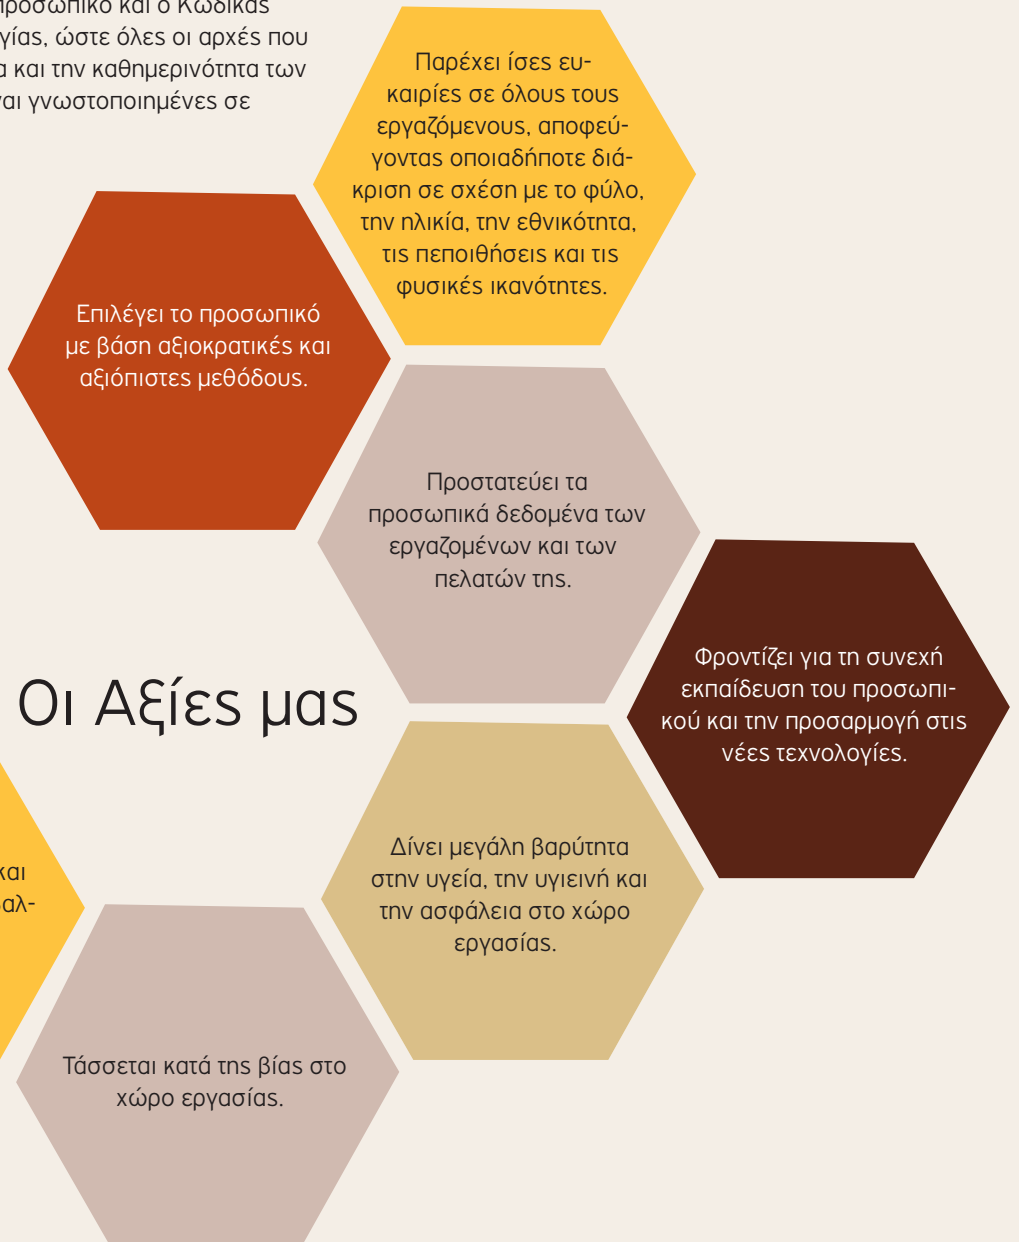 προσωπικό και ο Κώδικας
ώστε όλες οι αρχές που
και την καθημερινότητα των
γνωστοποιημένες σε
Παρέχει ίσες ευ-
καιρίες σε όλους τους
εργαζόμενους, αποφεύ-
γοντας οποιαδήποτε διά-
κριση σε σχέση με το φύλο,
την ηλικία, την εθνικότητα,
τις πεποιθήσεις και τις
φυσικές ικανότητες.
Επιλέγει το προσωπικό
με βάση αξιοκρατικές και
αξιόπιστες μεθόδους.
Προστατεύει τα
προσωπικά δεδομένα των
εργαζομένων και των
πελατών της.
Φροντίζει για τη συνεχή
εκπαίδευση του προσωπι-
κού και την προσαρμογή στις
νέες τεχνολογίες.
Οι Αξίες μας
Δίνει μεγάλη βαρύτητα
στην υγεία, την υγιεινή και
την ασφάλεια στο χώρο
εργασίας.
και
Τάσσεται κατά της βίας στο
χώρο εργασίας.